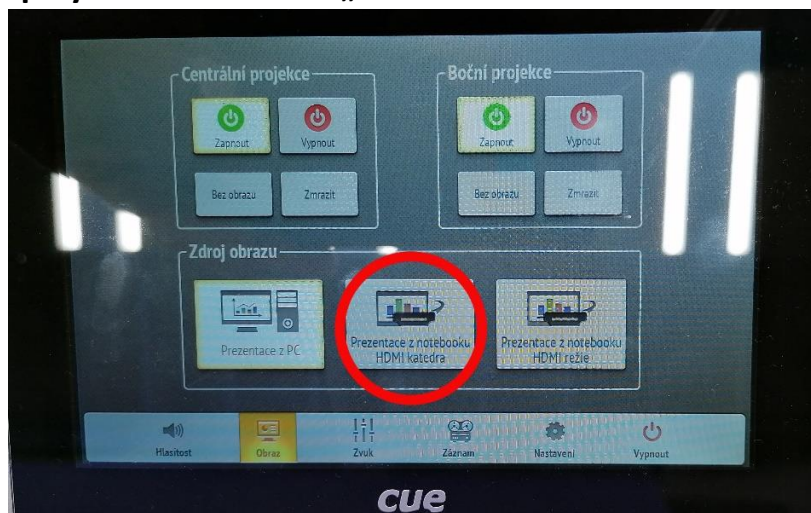 Centrální projekce
Boční projekce
Zapnout
Vypnout
Zapnout
Vypnout
Bez obrazu
Zmrazit
Bez obrazu
Zmrazit
Zdroj obrazu
Prezentace z PC
Prezentace z notebooku
HDMI katedra
Prezentace z notebooku
HDMI režie
Hlasitost
Obraz
Zvuk
Záznam
Nastavení
Vypnout
cue